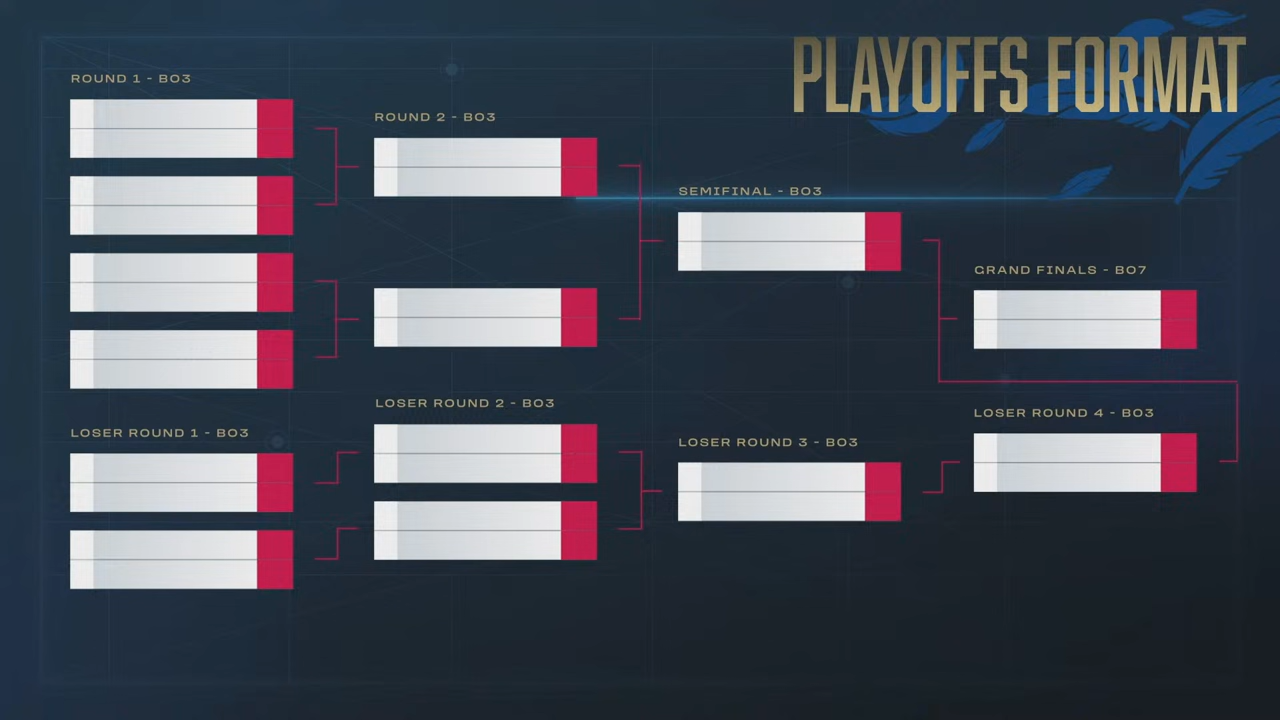 PLAYOFFS FORMAT
ROUND 1 - BO3
ROUND 2 - BO3
SEMIFINAL - BO3
GRAND FINALS - BO7
LOSER ROUND 1 - BO3
LOSER ROUND 2 - BO3
LOSER ROUND 3 - BO3
LOSER ROUND 4 - BO3